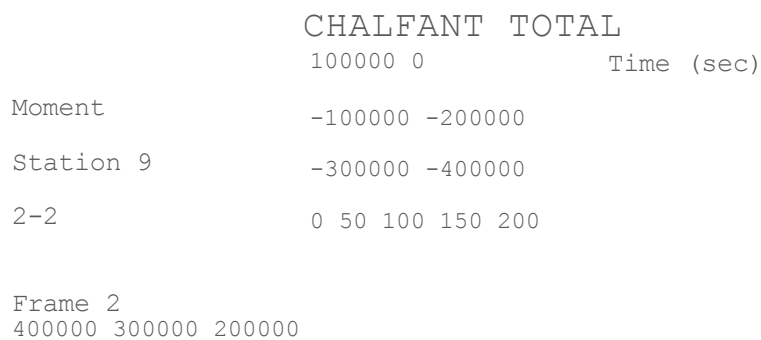 CHALFANT TOTAL
100000 0 Time (sec)
Moment
-100000 -200000
Station 9
-300000 -400000
2-2
0 50 100 150 200
Frame 2
400000 300000 200000